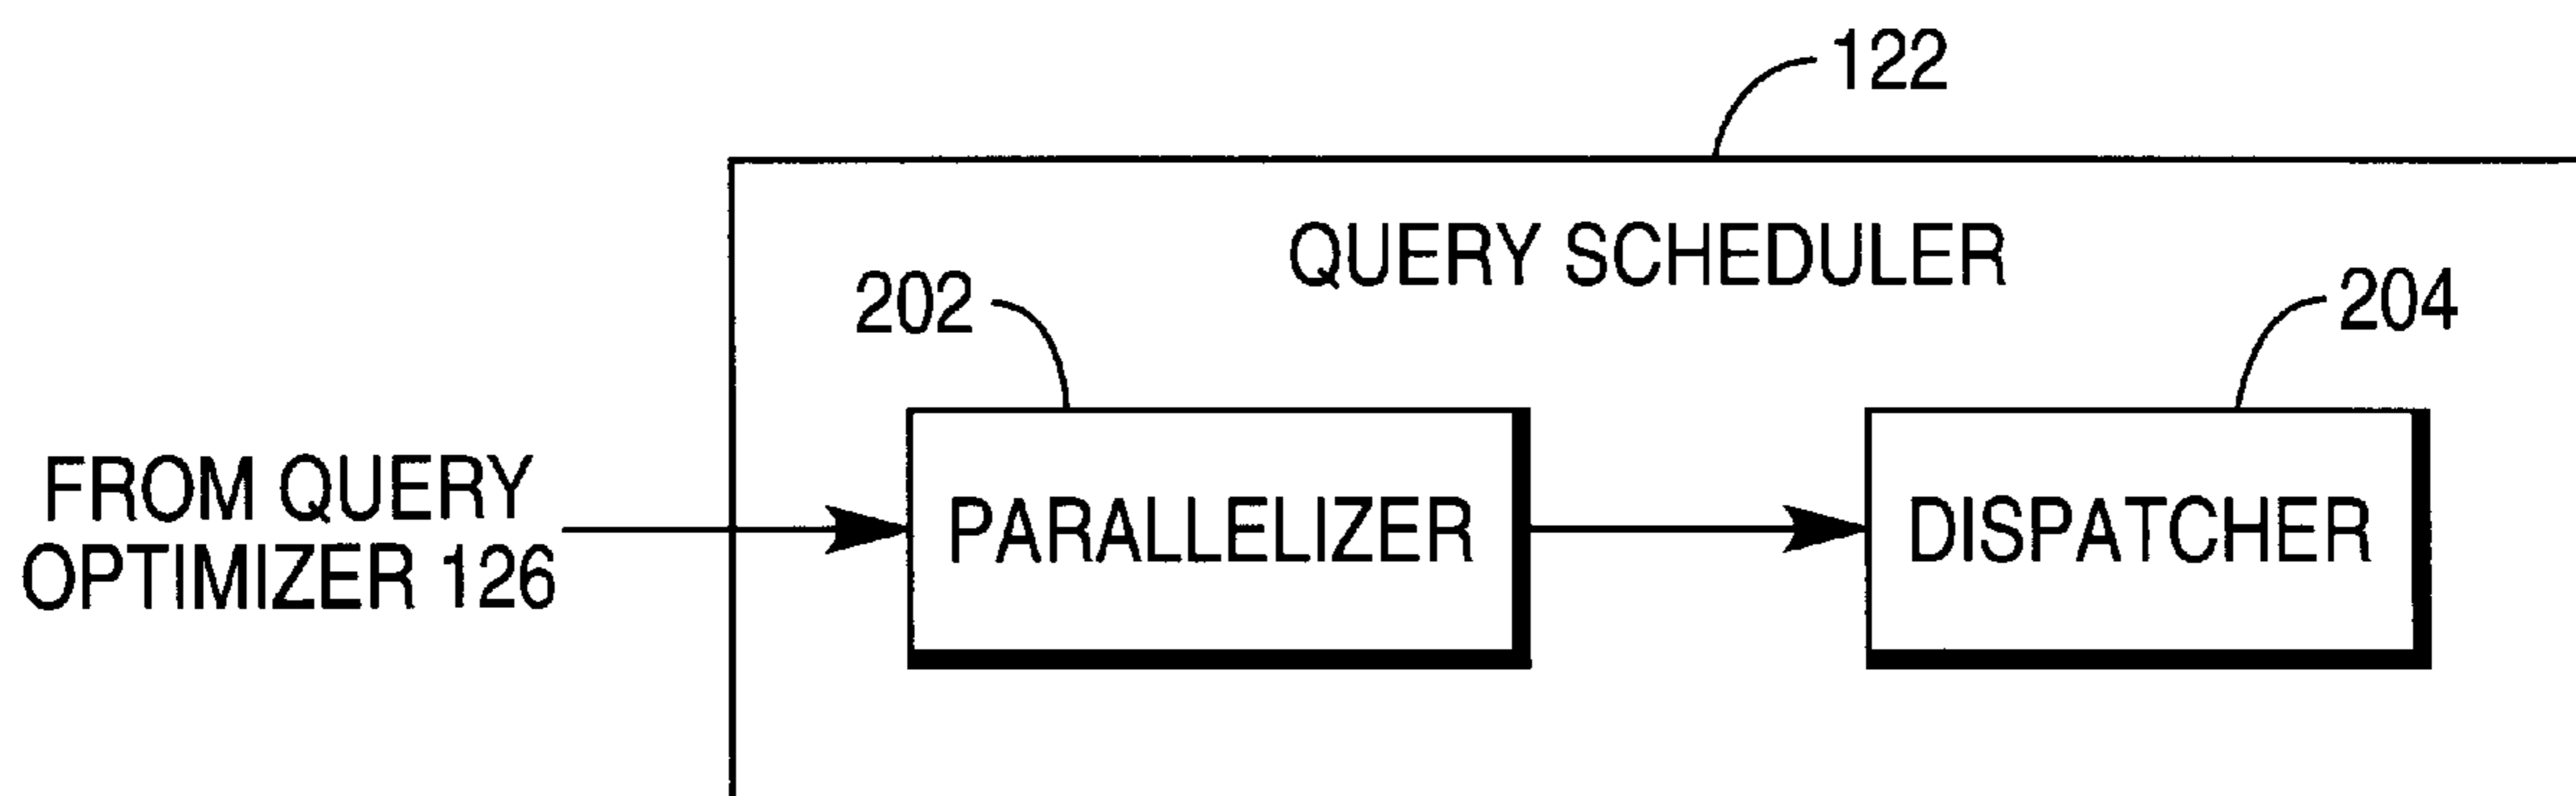 122
QUERY SCHEDULER
202
204
FROM QUERY
OPTIMIZER 126
PARALLELIZER
DISPATCHER